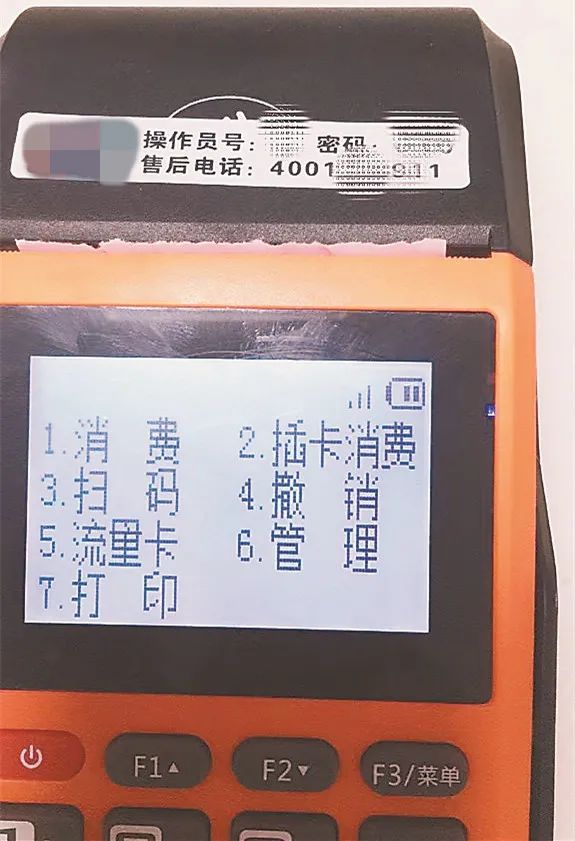 操作员号: 密码:
售后电话: 4001 911
1.消 费 2.插卡消费
3.扫 码 4.撤 销
5.流量卡 6.管 理
7.打 印
F1▲ F2▼ F3/菜单